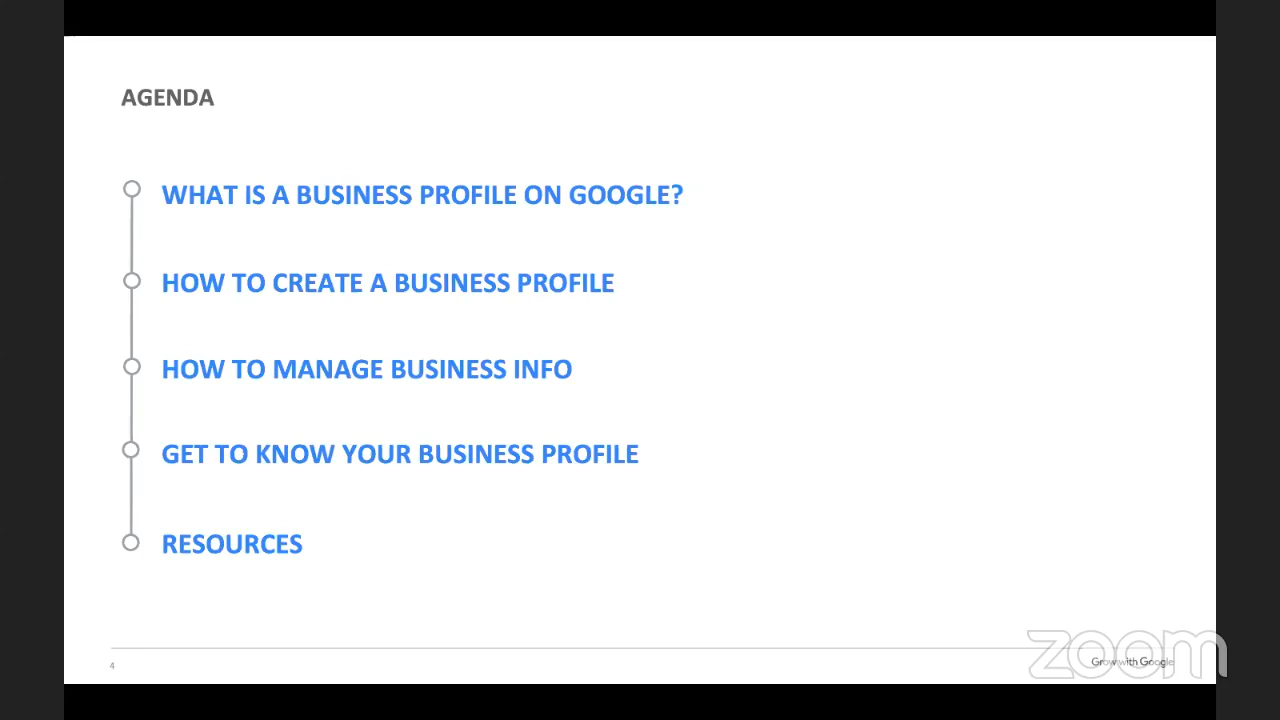 AGENDA
WHAT IS A BUSINESS PROFILE ON GOOGLE?
HOW TO CREATE A BUSINESS PROFILE
HOW TO MANAGE BUSINESS INFO
GET TO KNOW YOUR BUSINESS PROFILE
RESOURCES
4
Grow with Google
zoom